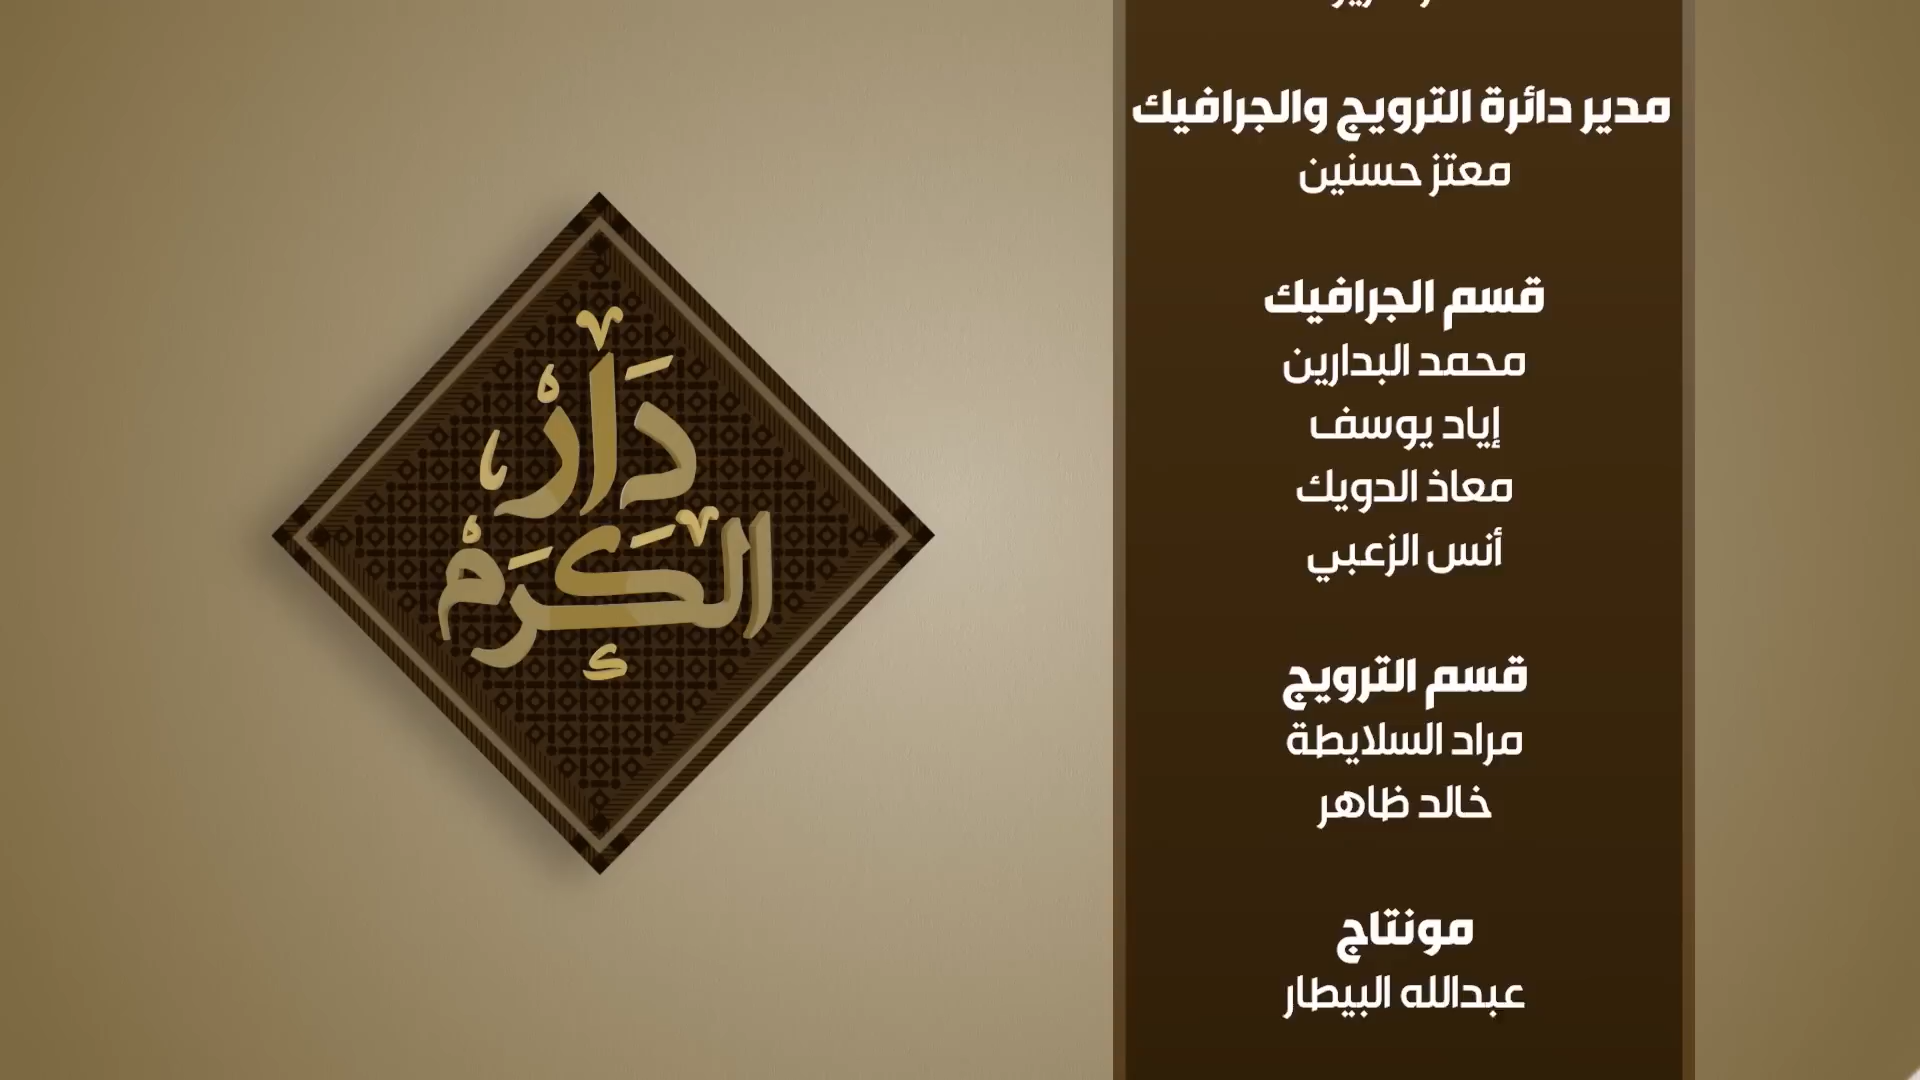 دَارْ
الكَرَمْ
مدير دائرة الترويج والجرافيك
معتز حسنين
قسم الجرافيك
محمد البدارين
إياد يوسف
معاذ الدويك
أنس الزعبي
قسم الترويج
مراد السلايطة
خالد ظاهر
مونتاج
عبدالله البيطار